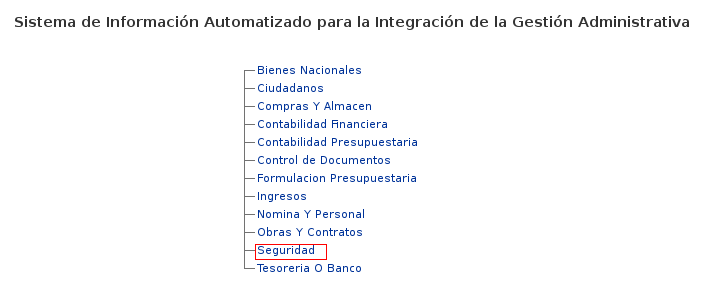 Sistema de Información Automatizado para la Integración de la Gestión Administrativa
Bienes Nacionales
Ciudadanos
Compras Y Almacen
Contabilidad Financiera
Contabilidad Presupuestaria
Control de Documentos
Formulacion Presupuestaria
Ingresos
Nomina Y Personal
Obras Y Contratos
Seguridad
Tesoreria O Banco